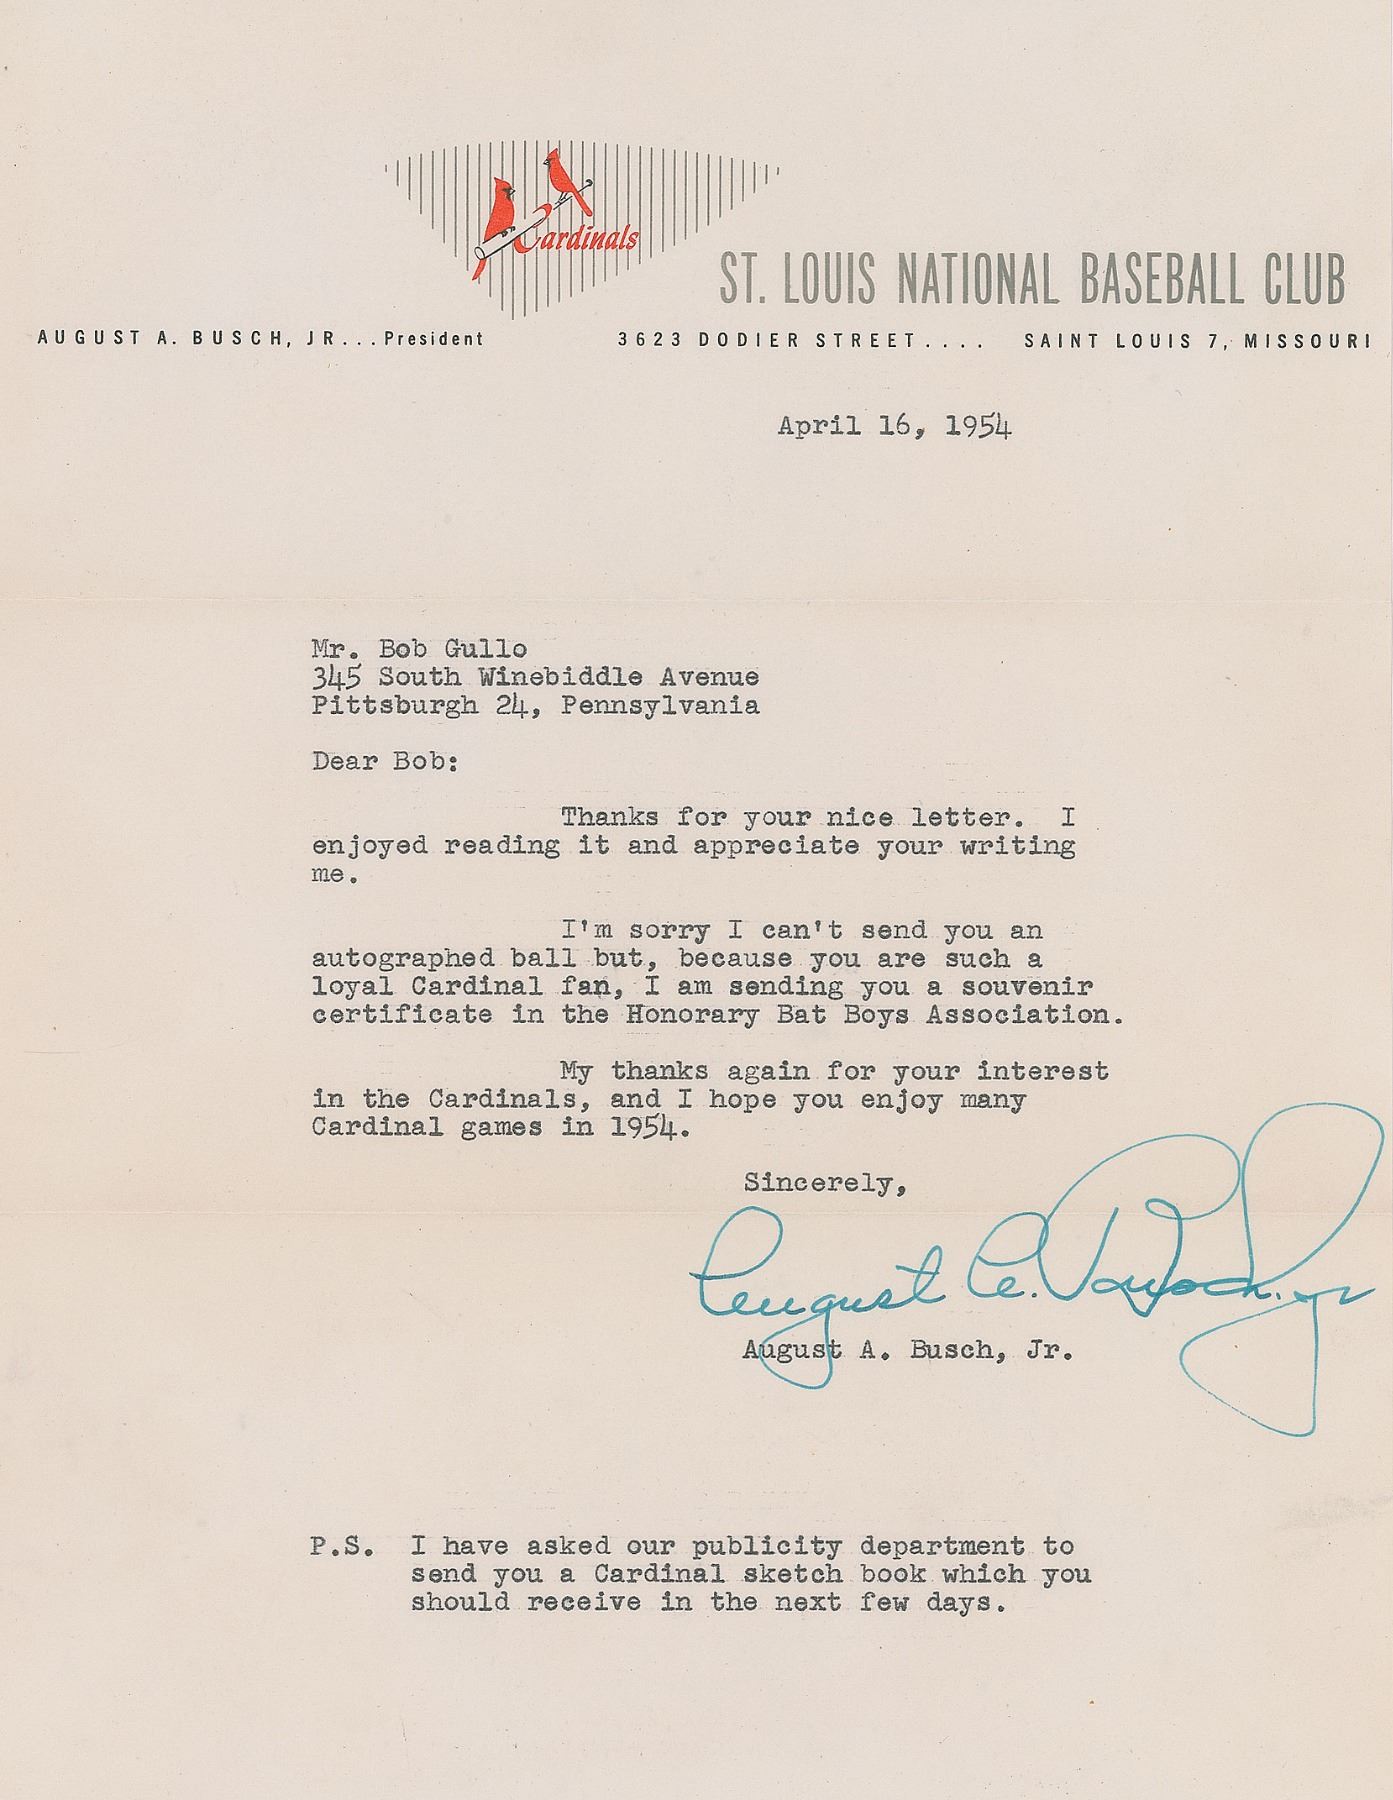 Cardinals
ST. LOUIS NATIONAL BASEBALL CLUB
AUGUST A. BUSCH, JR...President 3623 DODIER STREET.... SAINT LOUIS 7, MISSOURI
April 16, 1954
Mr. Bob Gullo
345 South Winebiddle Avenue
Pittsburgh 24, Pennsylvania
Dear Bob:
Thanks for your nice letter. I
enjoyed reading it and appreciate your writing
me.
I'm sorry I can't send you an
autographed ball but, because you are such a
loyal Cardinal fan, I am sending you a souvenir
certificate in the Honorary Bat Boys Association.
My thanks again for your interest
in the Cardinals, and I hope you enjoy many
Cardinal games in 1954.
Sincerely,
August A. Busch. Jr
August A. Busch, Jr.
P.S. I have asked our publicity department to
send you a Cardinal sketch book which you
should receive in the next few days.